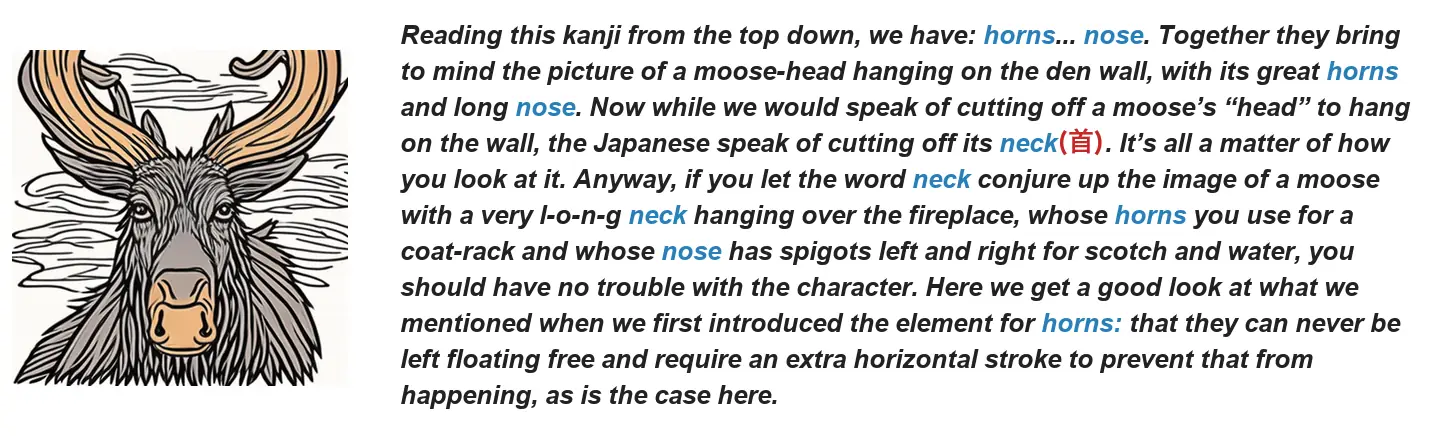 Reading this kanji from the top down, we have: horns... nose. Together they bring
to mind the picture of a moose-head hanging on the den wall, with its great horns
and long nose. Now while we would speak of cutting off a moose’s “head” to hang
on the wall, the Japanese speak of cutting off its neck(首). It’s all a matter of how
you look at it. Anyway, if you let the word neck conjure up the image of a moose
with a very l-o-n-g neck hanging over the fireplace, whose horns you use for a
coat-rack and whose nose has spigots left and right for scotch and water, you
should have no trouble with the character. Here we get a good look at what we
mentioned when we first introduced the element for horns: that they can never be
left floating free and require an extra horizontal stroke to prevent that from
happening, as is the case here.